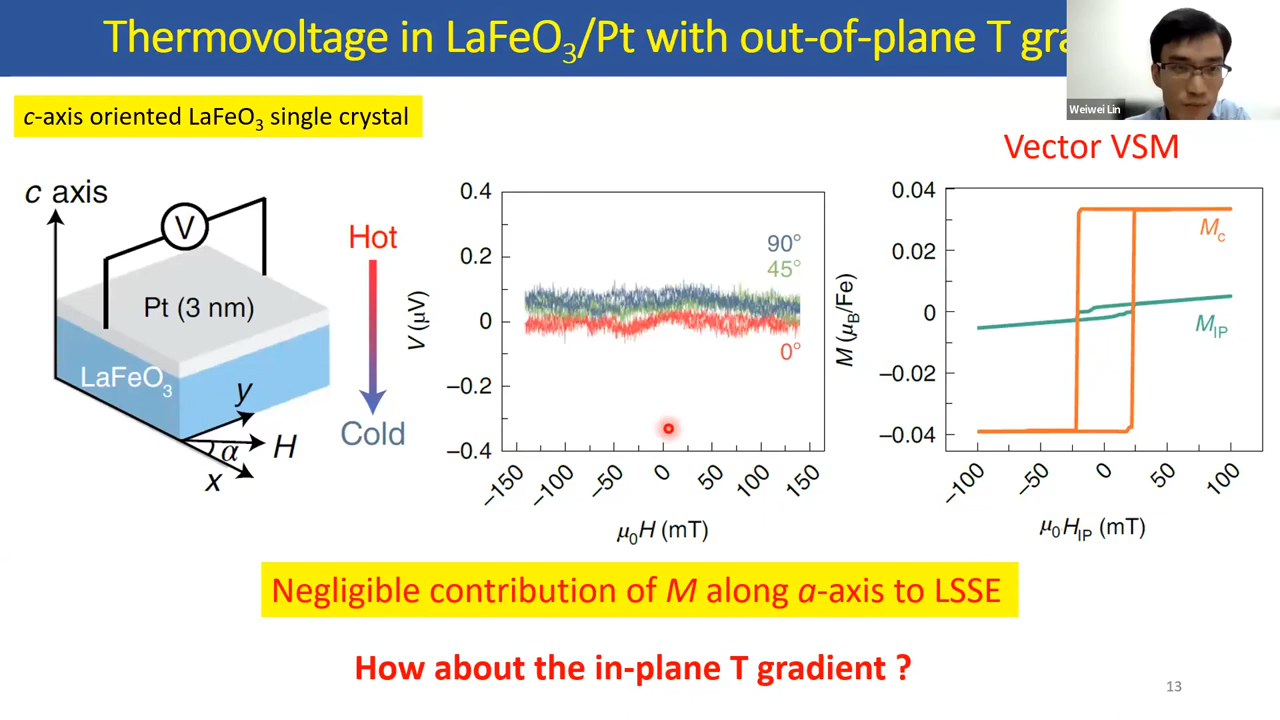 Thermovoltage in LaFeO₃/Pt with out-of-plane T gra
Weiwei Lin
c-axis oriented LaFeO₃ single crystal
Vector VSM
c axis
V
Pt (3 nm)
LaFeO₃
y
H
α
x
Hot
Cold
V (μV)
0.4
0.2
0
−0.2
−0.4
90°
45°
0°
−150
−50
0
50
100
150
−100
μ₀H (mT)
M (μB/Fe)
0.04
0.02
0
−0.02
−0.04
Mc
MIP
−100
−50
0
50
100
μ₀HIP (mT)
Negligible contribution of M along a-axis to LSSE
How about the in-plane T gradient ?
13